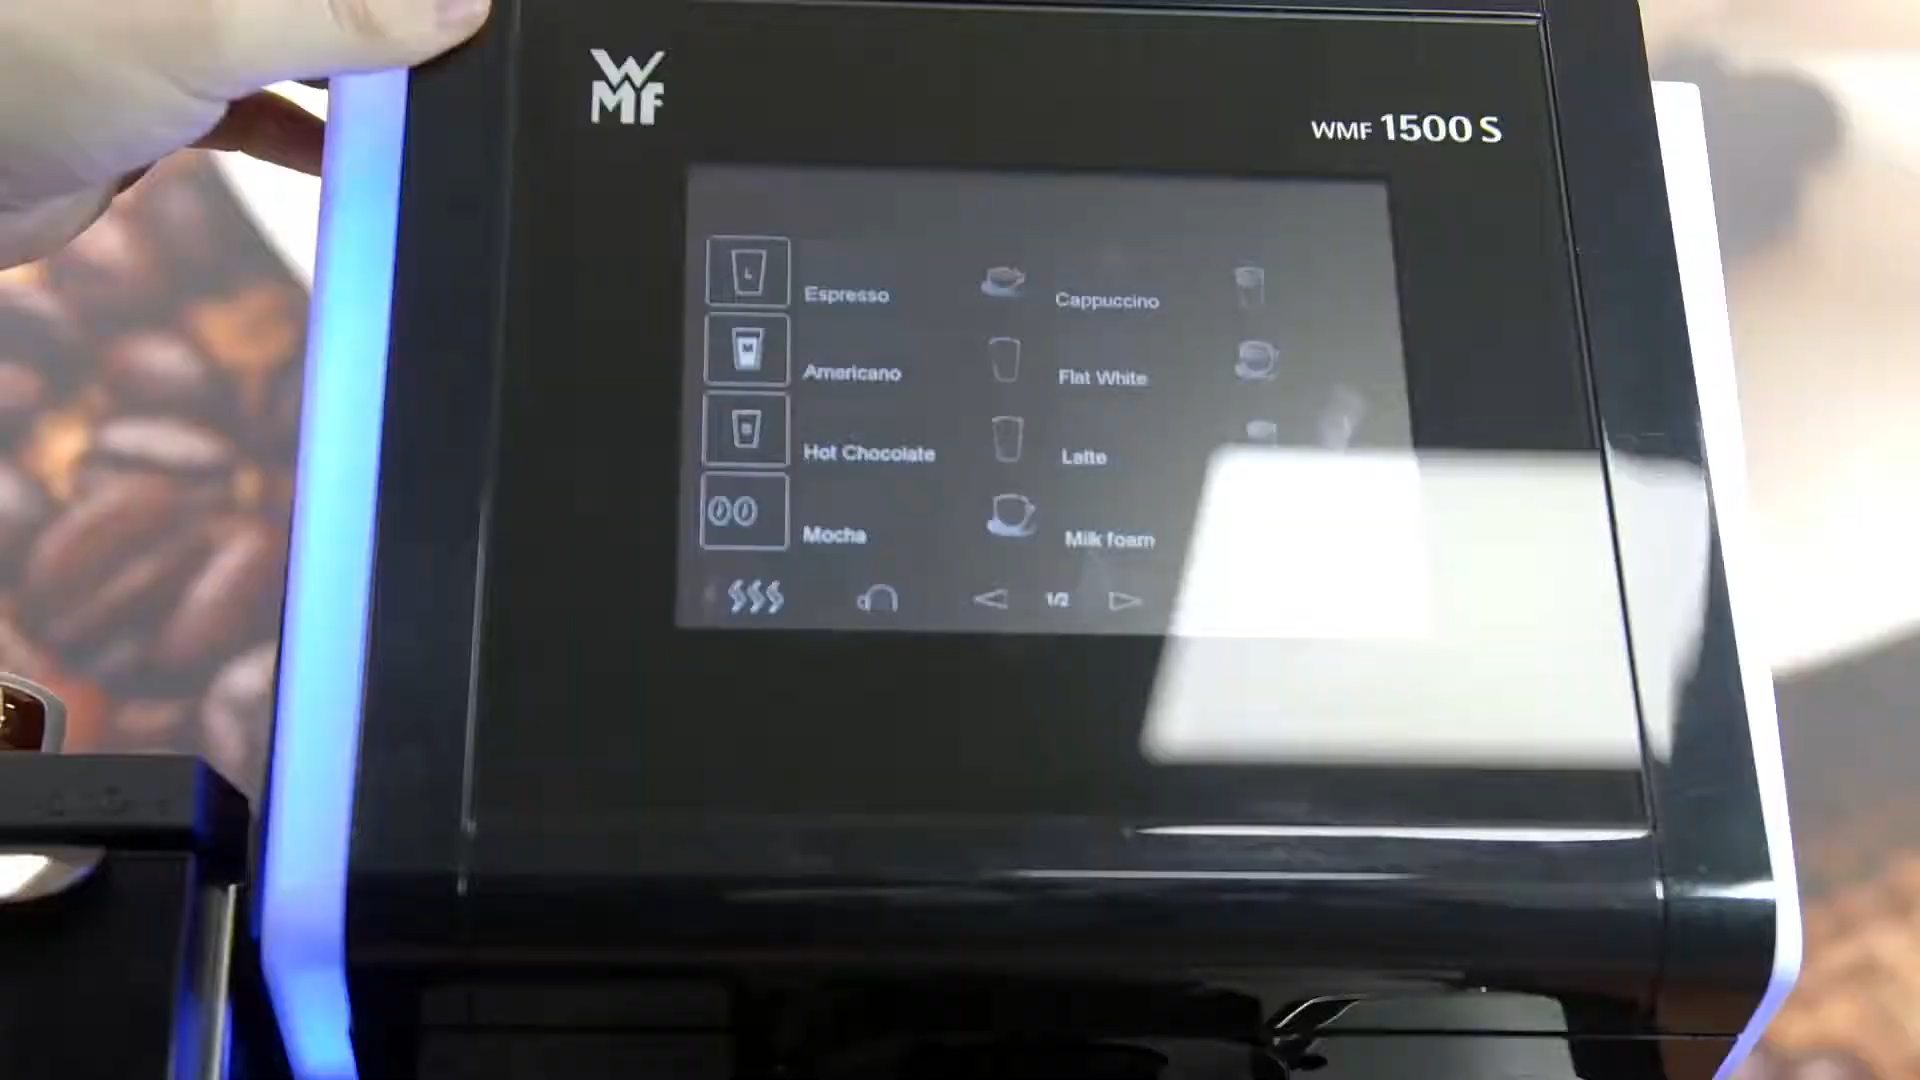 WMF
WMF 1500 S
L
Espresso
Cappuccino
M
Americano
Flat White
S
Hot Chocolate
Latte
Mocha
Milk foam
1/2